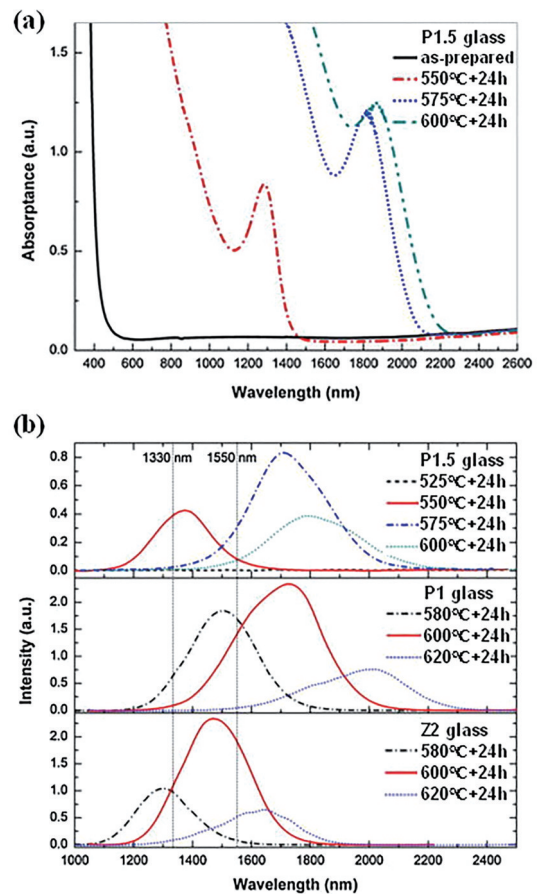 (a)
P1.5 glass
as-prepared
550°C+24h
575°C+24h
600°C+24h
Absorptance (a.u.)
1.5
1.0
0.5
0.0
300 400 600 800 1000 1200 1400 1600 1800 2000 2200 2400 2600
Wavelength (nm)
(b)
1330 nm 1550 nm
P1.5 glass
525°C+24h
550°C+24h
575°C+24h
600°C+24h
0.8
0.6
0.4
0.2
0.0
P1 glass
580°C+24h
600°C+24h
620°C+24h
2.0
1.5
1.0
0.5
0.0
Intensity (a.u.)
Z2 glass
580°C+24h
600°C+24h
620°C+24h
2.0
1.5
1.0
0.5
0.0
1000 1200 1400 1600 1800 2000 2200 2400
Wavelength (nm)